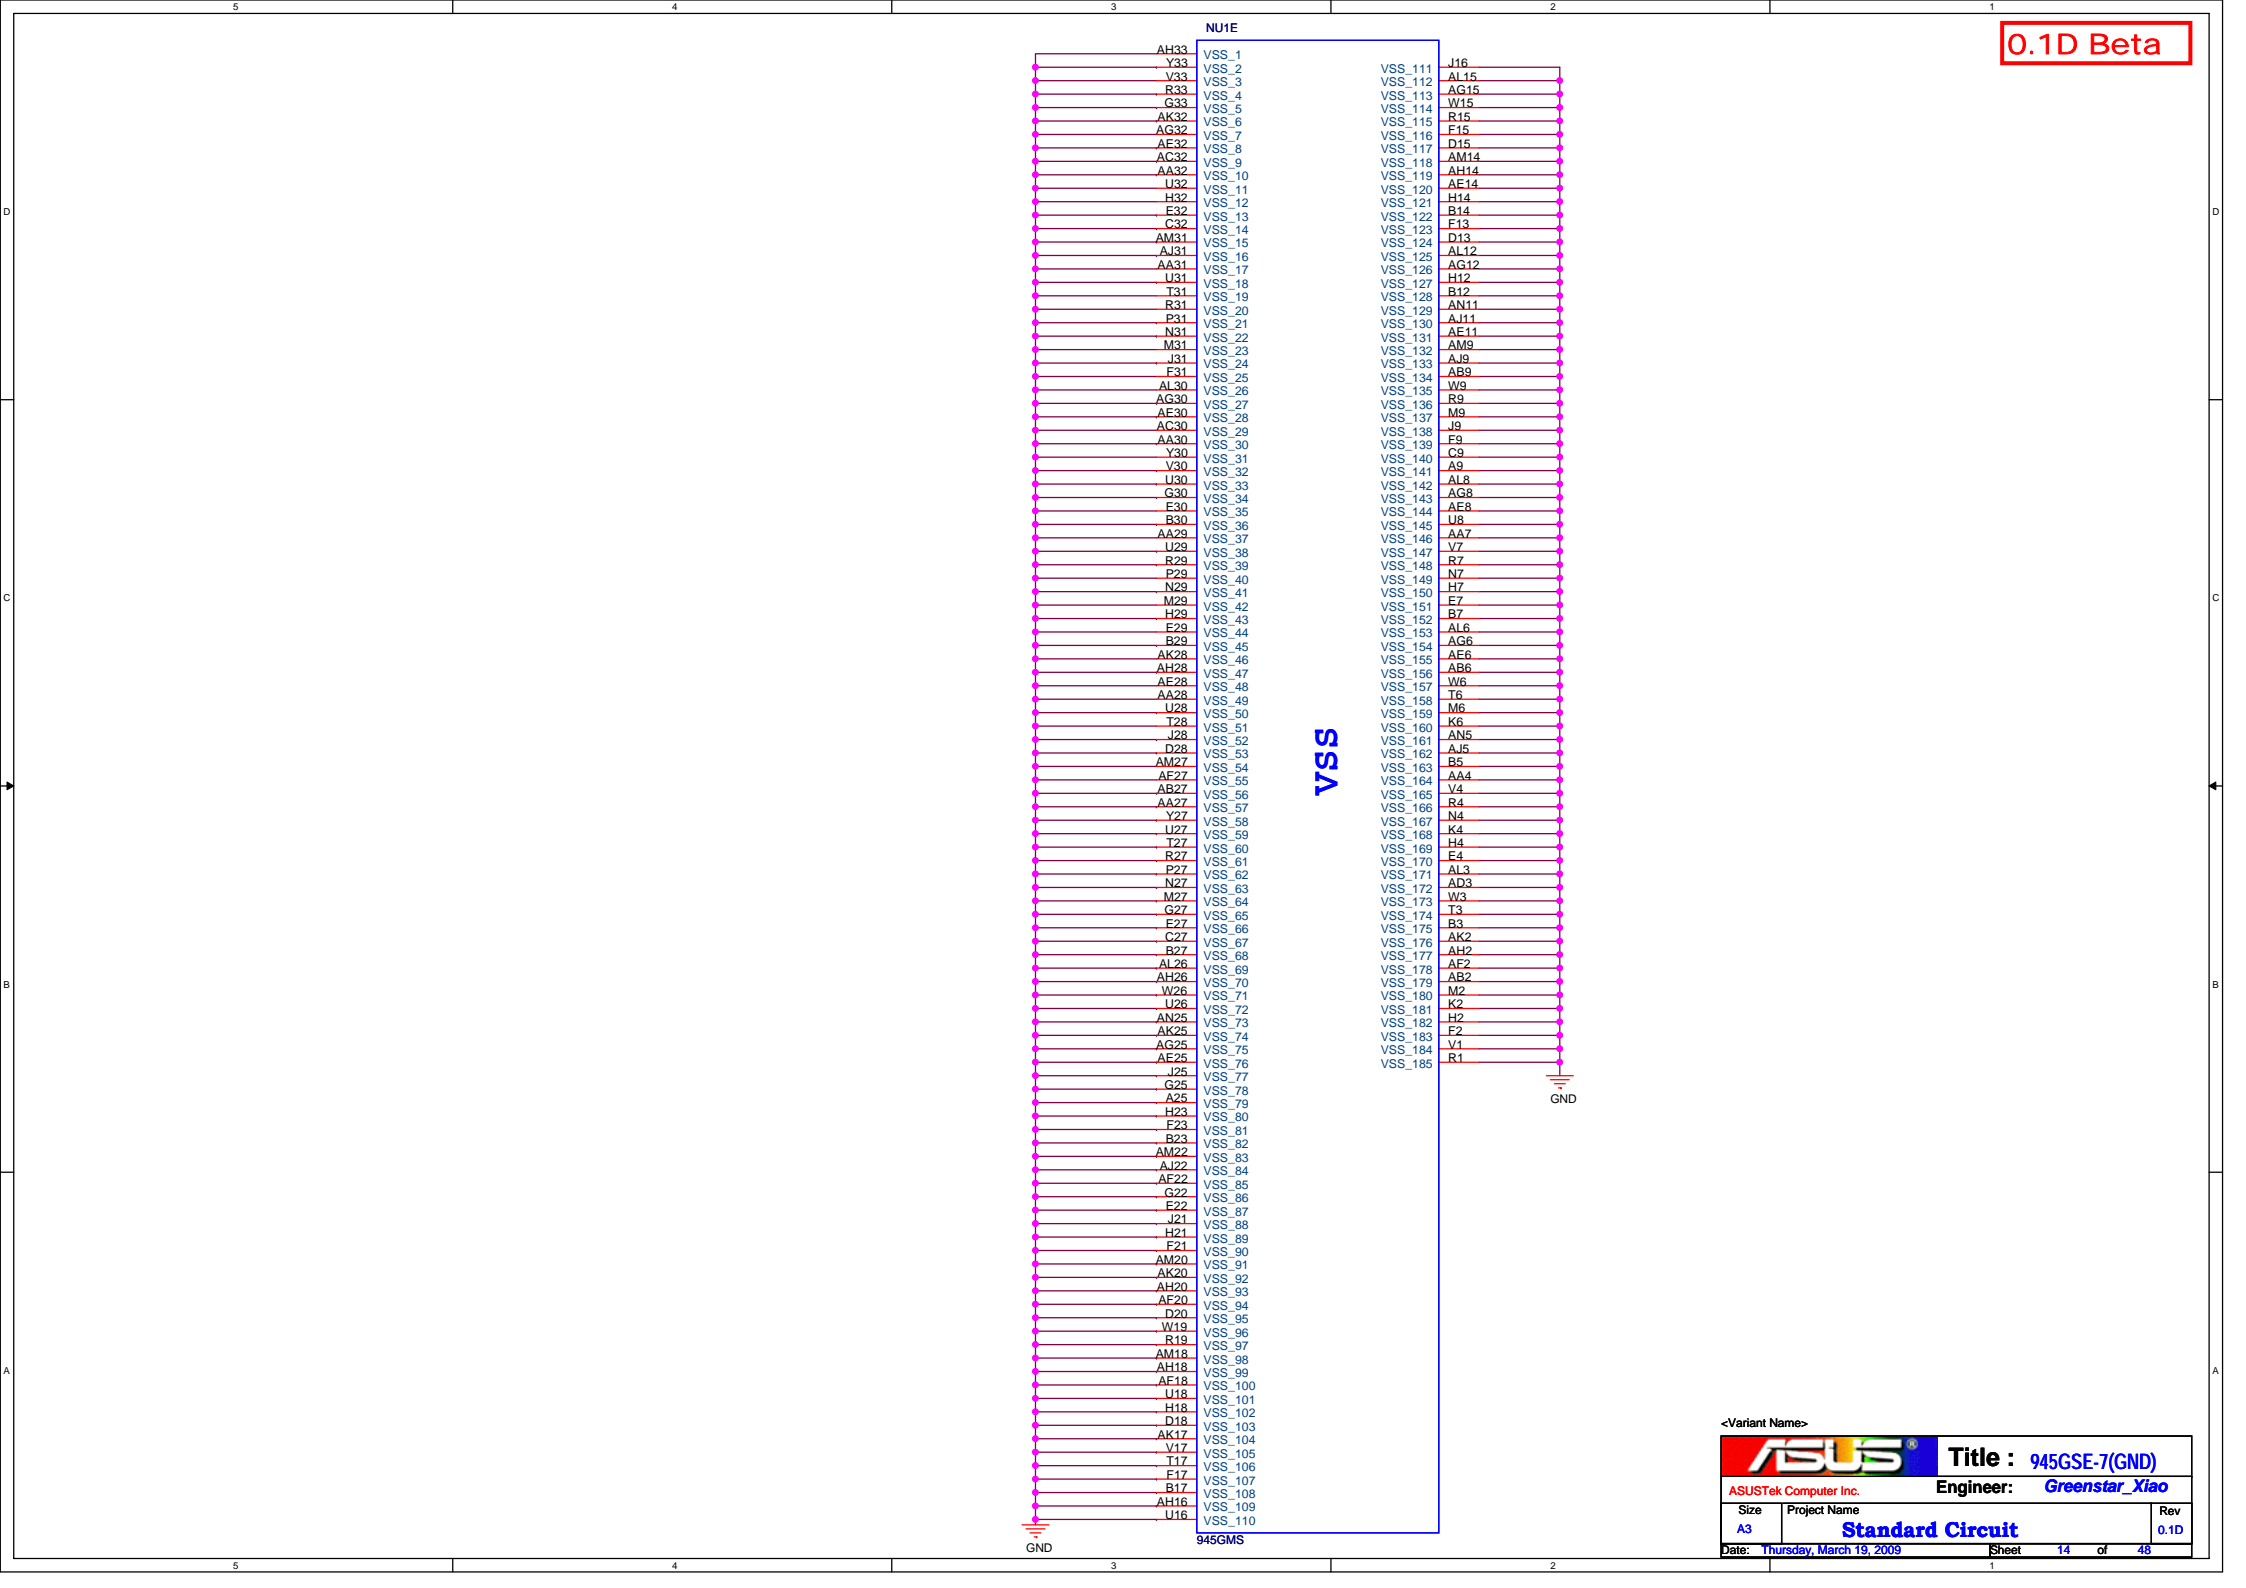 5 4 3 2 1
NU1E
0.1D Beta
AH33 VSS_1
Y33 VSS_2 VSS_111 J16
V33 VSS_3 VSS_112 AL15
R33 VSS_4 VSS_113 AG15
G33 VSS_5 VSS_114 W15
AK32 VSS_6 VSS_115 R15
AG32 VSS_7 VSS_116 F15
AE32 VSS_8 VSS_117 D15
AC32 VSS_9 VSS_118 AM14
AA32 VSS_10 VSS_119 AH14
U32 VSS_11 VSS_120 AE14
H32 VSS_12 VSS_121 H14
E32 VSS_13 VSS_122 B14
D D
C32 VSS_14 VSS_123 F13
AM31 VSS_15 VSS_124 D13
AJ31 VSS_16 VSS_125 AL12
AA31 VSS_17 VSS_126 AG12
U31 VSS_18 VSS_127 H12
T31 VSS_19 VSS_128 B12
R31 VSS_20 VSS_129 AN11
P31 VSS_21 VSS_130 AJ11
N31 VSS_22 VSS_131 AE11
M31 VSS_23 VSS_132 AM9
J31 VSS_24 VSS_133 AJ9
F31 VSS_25 VSS_134 AB9
AL30 VSS_26 VSS_135 W9
AG30 VSS_27 VSS_136 R9
AE30 VSS_28 VSS_137 M9
AC30 VSS_29 VSS_138 J9
AA30 VSS_30 VSS_139 F9
Y30 VSS_31 VSS_140 C9
V30 VSS_32 VSS_141 A9
U30 VSS_33 VSS_142 AL8
G30 VSS_34 VSS_143 AG8
E30 VSS_35 VSS_144 AE8
B30 VSS_36 VSS_145 U8
AA29 VSS_37 VSS_146 AA7
U29 VSS_38 VSS_147 V7
R29 VSS_39 VSS_148 R7
P29 VSS_40 VSS_149 N7
N29 VSS_41 VSS_150 H7
C C
M29 VSS_42 VSS_151 E7
H29 VSS_43 VSS_152 B7
E29 VSS_44 VSS_153 AL6
B29 VSS_45 VSS_154 AG6
AK28 VSS_46 VSS_155 AE6
AH28 VSS_47 VSS_156 AB6
AE28 VSS_48 VSS_157 W6
AA28 VSS_49 VSS_158 T6
U28 VSS_50 VSS_159 M6
T28 VSS_51 VSS_160 K6
J28 VSS_52 VSS_161 AN5
D28 VSS_53 VSS_162 AJ5
VSS
AM27 VSS_54 VSS_163 B5
AF27 VSS_55 VSS_164 AA4
AB27 VSS_56 VSS_165 V4
AA27 VSS_57 VSS_166 R4
Y27 VSS_58 VSS_167 N4
U27 VSS_59 VSS_168 K4
T27 VSS_60 VSS_169 H4
R27 VSS_61 VSS_170 E4
P27 VSS_62 VSS_171 AL3
N27 VSS_63 VSS_172 AD3
M27 VSS_64 VSS_173 W3
G27 VSS_65 VSS_174 T3
E27 VSS_66 VSS_175 B3
C27 VSS_67 VSS_176 AK2
B27 VSS_68 VSS_177 AH2
AL26 VSS_69 VSS_178 AF2
AH26 VSS_70 VSS_179 AB2
B B
W26 VSS_71 VSS_180 M2
U26 VSS_72 VSS_181 K2
AN25 VSS_73 VSS_182 H2
AK25 VSS_74 VSS_183 F2
AG25 VSS_75 VSS_184 V1
AE25 VSS_76 VSS_185 R1
J25 VSS_77
G25 VSS_78
A25 VSS_79
GND
H23 VSS_80
F23 VSS_81
B23 VSS_82
AM22 VSS_83
AJ22 VSS_84
AF22 VSS_85
G22 VSS_86
E22 VSS_87
J21 VSS_88
H21 VSS_89
F21 VSS_90
AM20 VSS_91
AK20 VSS_92
AH20 VSS_93
AF20 VSS_94
D20 VSS_95
W19 VSS_96
R19 VSS_97
AM18 VSS_98
AH18 VSS_99
A A
AF18 VSS_100
U18 VSS_101
H18 VSS_102
D18 VSS_103
AK17 VSS_104
V17 VSS_105
T17 VSS_106
F17 VSS_107
B17 VSS_108
AH16 VSS_109
U16 VSS_110
GND
945GMS
<Variant Name>
ASUS® Title : 945GSE-7(GND)
ASUSTek Computer Inc. Engineer: Greenstar_Xiao
Size Project Name Rev
A3 Standard Circuit 0.1D
Date: Thursday, March 19, 2009 Sheet 14 of 48
5 4 3 2 1